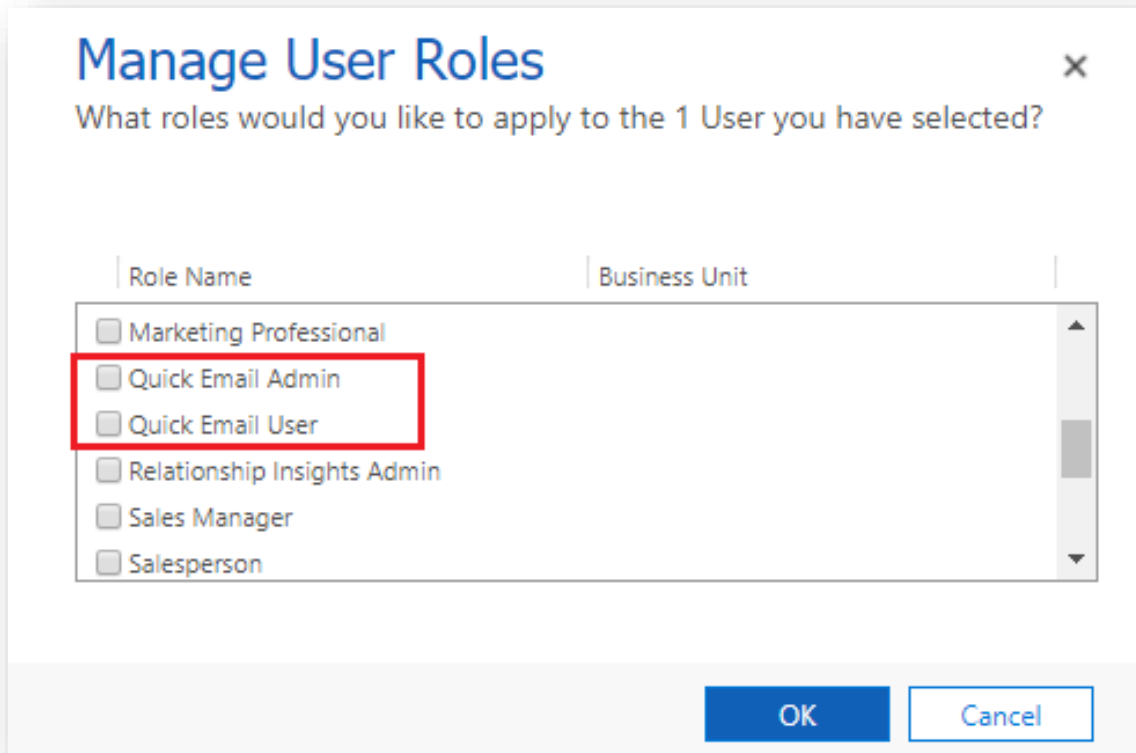 Manage User Roles
What roles would you like to apply to the 1 User you have selected?
Role Name Business Unit
Marketing Professional
Quick Email Admin
Quick Email User
Relationship Insights Admin
Sales Manager
Salesperson
OK Cancel